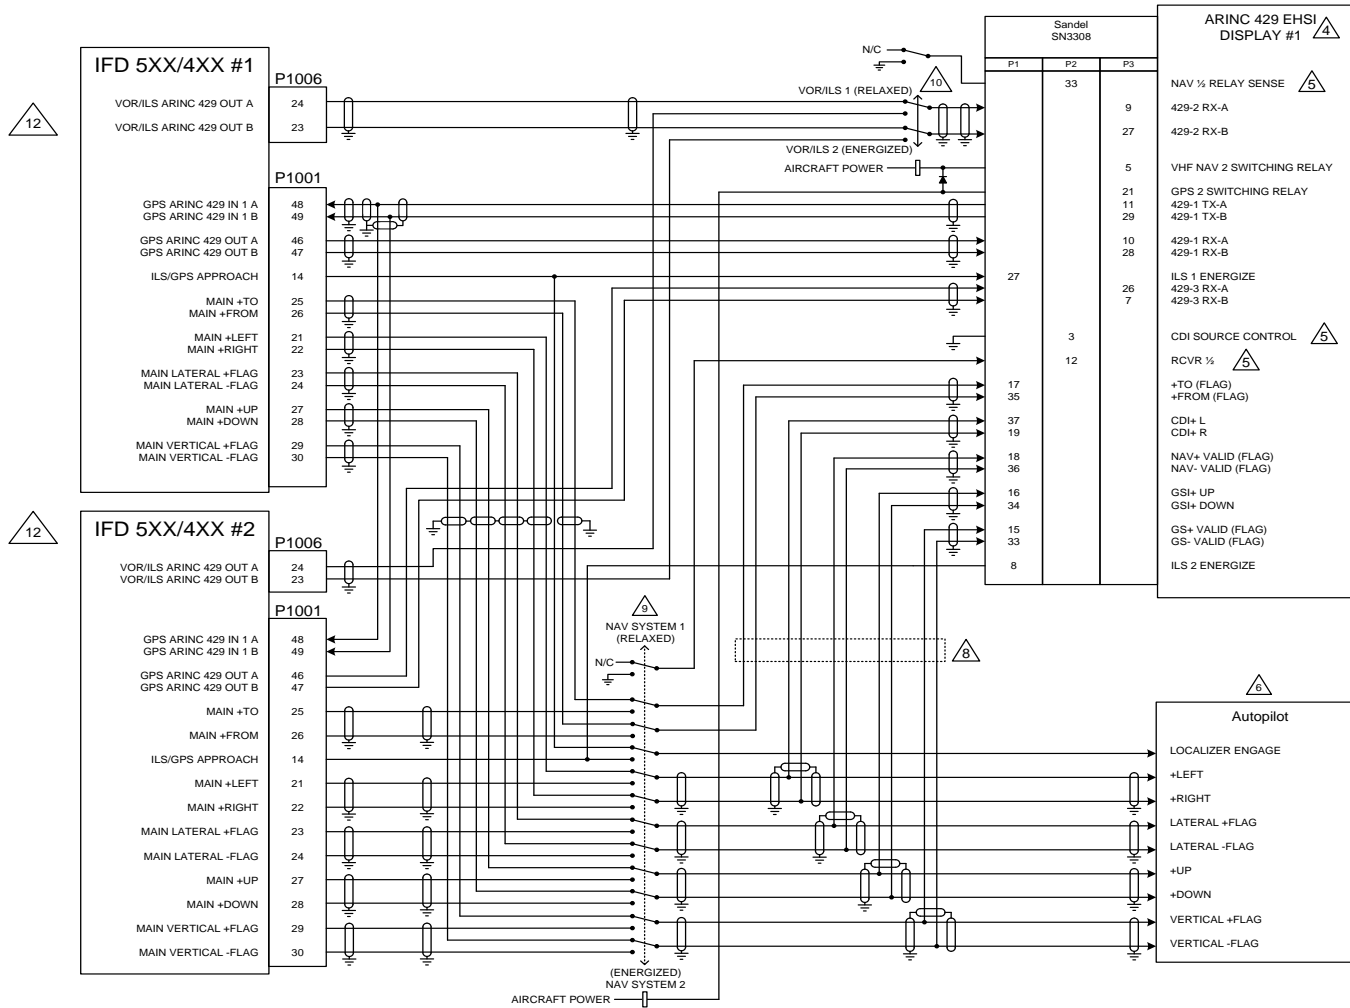 IFD 5XX/4XX #1
12
P1006
VOR/ILS ARINC 429 OUT A 24
VOR/ILS ARINC 429 OUT B 23
P1001
GPS ARINC 429 IN 1 A 48
GPS ARINC 429 IN 1 B 49
GPS ARINC 429 OUT A 46
GPS ARINC 429 OUT B 47
ILS/GPS APPROACH 14
MAIN +TO 25
MAIN +FROM 26
MAIN +LEFT 21
MAIN +RIGHT 22
MAIN LATERAL +FLAG 23
MAIN LATERAL -FLAG 24
MAIN +UP 27
MAIN +DOWN 28
MAIN VERTICAL +FLAG 29
MAIN VERTICAL -FLAG 30
12
IFD 5XX/4XX #2
P1006
VOR/ILS ARINC 429 OUT A 24
VOR/ILS ARINC 429 OUT B 23
P1001
GPS ARINC 429 IN 1 A 48
GPS ARINC 429 IN 1 B 49
GPS ARINC 429 OUT A 46
GPS ARINC 429 OUT B 47
MAIN +TO 25
MAIN +FROM 26
ILS/GPS APPROACH 14
MAIN +LEFT 21
MAIN +RIGHT 22
MAIN LATERAL +FLAG 23
MAIN LATERAL -FLAG 24
MAIN +UP 27
MAIN +DOWN 28
MAIN VERTICAL +FLAG 29
MAIN VERTICAL -FLAG 30
N/C
10
VOR/ILS 1 (RELAXED)
VOR/ILS 2 (ENERGIZED)
AIRCRAFT POWER
9
NAV SYSTEM 1
(RELAXED)
N/C
(ENERGIZED)
NAV SYSTEM 2
AIRCRAFT POWER
8
Sandel
SN3308
ARINC 429 EHSI
DISPLAY #1 4
P1 P2 P3
33 NAV ½ RELAY SENSE 5
9 429-2 RX-A
27 429-2 RX-B
5 VHF NAV 2 SWITCHING RELAY
21 GPS 2 SWITCHING RELAY
11 429-1 TX-A
29 429-1 TX-B
10 429-1 RX-A
28 429-1 RX-B
27 ILS 1 ENERGIZE
26 429-3 RX-A
7 429-3 RX-B
3 CDI SOURCE CONTROL 5
12 RCVR ½ 5
17 +TO (FLAG)
35 +FROM (FLAG)
37 CDI+ L
19 CDI+ R
18 NAV+ VALID (FLAG)
36 NAV- VALID (FLAG)
16 GSI+ UP
34 GSI+ DOWN
15 GS+ VALID (FLAG)
33 GS- VALID (FLAG)
8 ILS 2 ENERGIZE
6
Autopilot
LOCALIZER ENGAGE
+LEFT
+RIGHT
LATERAL +FLAG
LATERAL -FLAG
+UP
+DOWN
VERTICAL +FLAG
VERTICAL -FLAG